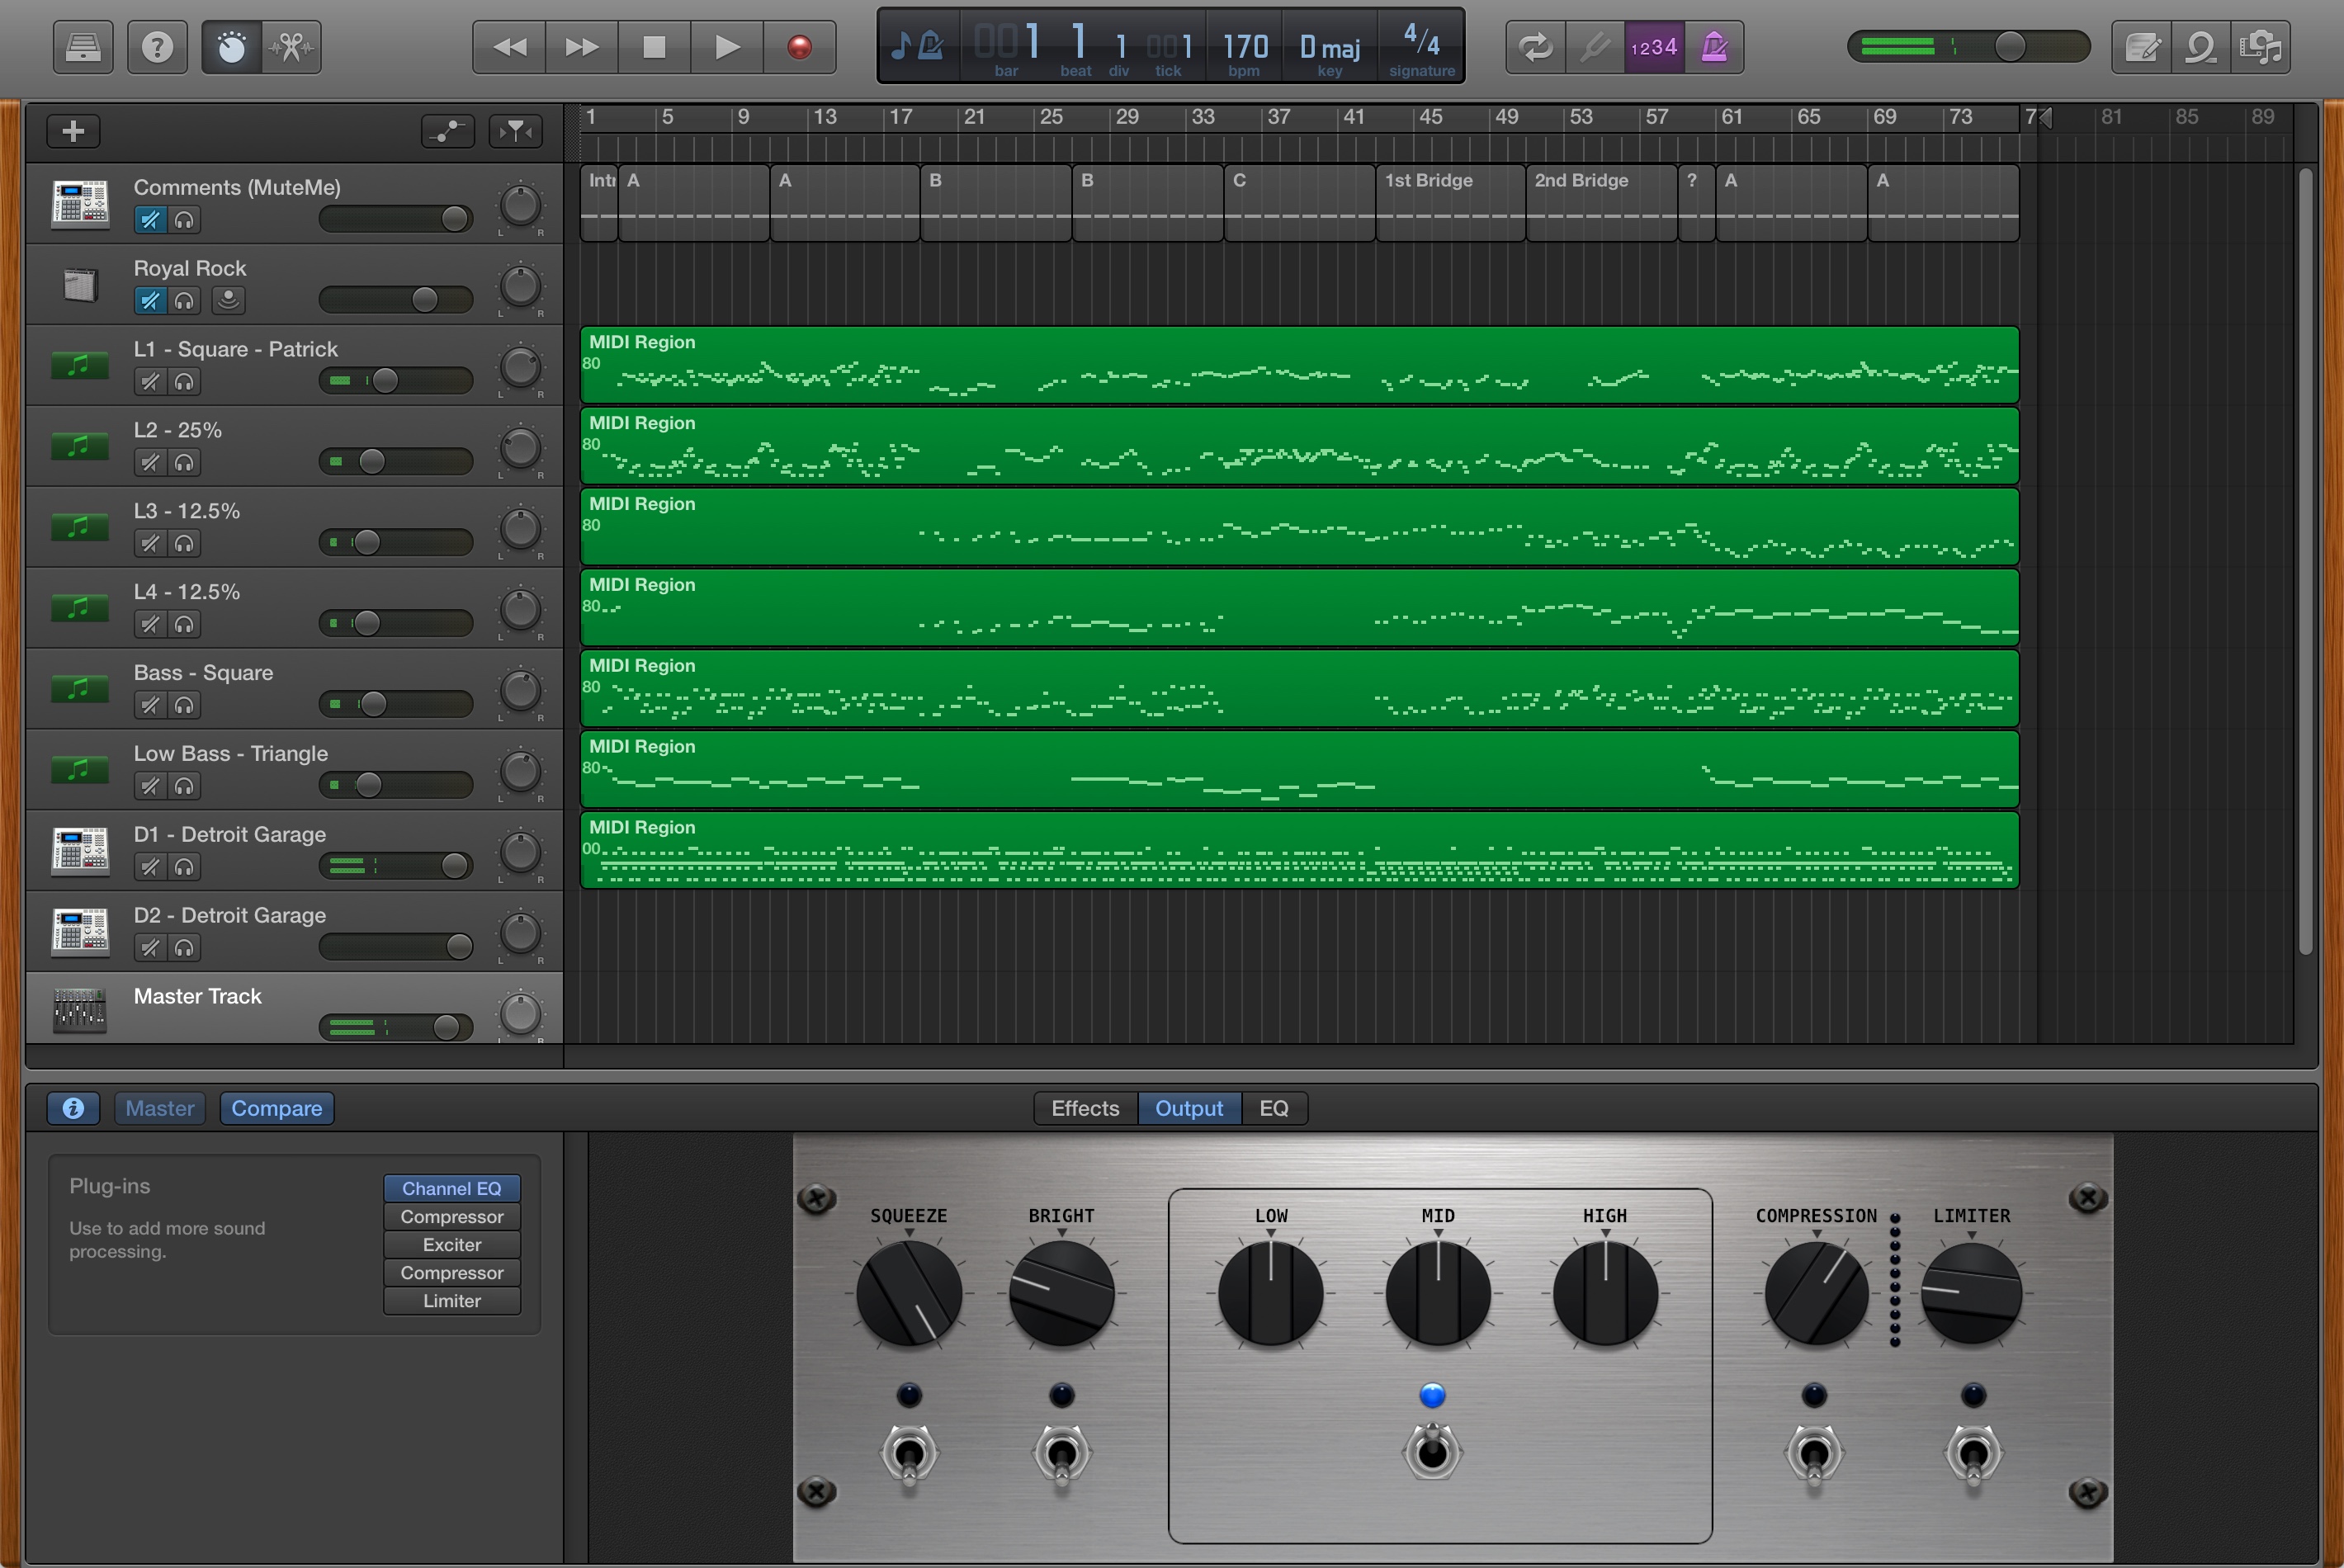 001 1 1 001 170 D maj 4/4
bar beat div tick bpm key signature
1234
1 5 9 13 17 21 25 29 33 37 41 45 49 53 57 61 65 69 73 7 81 85 89
Comments (MuteMe)
L R
Intr A A B B C 1st Bridge 2nd Bridge ? A A
Royal Rock
L R
L1 - Square - Patrick
L R
MIDI Region
80
L2 - 25%
L R
MIDI Region
80
L3 - 12.5%
L R
MIDI Region
80
L4 - 12.5%
L R
MIDI Region
80
Bass - Square
L R
MIDI Region
80
Low Bass - Triangle
L R
MIDI Region
80
D1 - Detroit Garage
L R
MIDI Region
00
D2 - Detroit Garage
L R
Master Track
Master Compare Effects Output EQ
Plug-ins
Use to add more sound
processing.
Channel EQ
Compressor
Exciter
Compressor
Limiter
SQUEEZE BRIGHT LOW MID HIGH COMPRESSION LIMITER